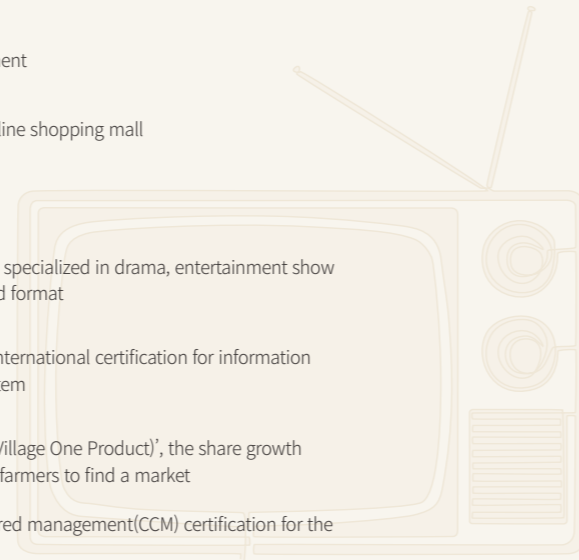 ent
line shopping mall
specialized in drama, entertainment show
d format
nternational certification for information
tem
Village One Product)’, the share growth
farmers to find a market
red management(CCM) certification for the